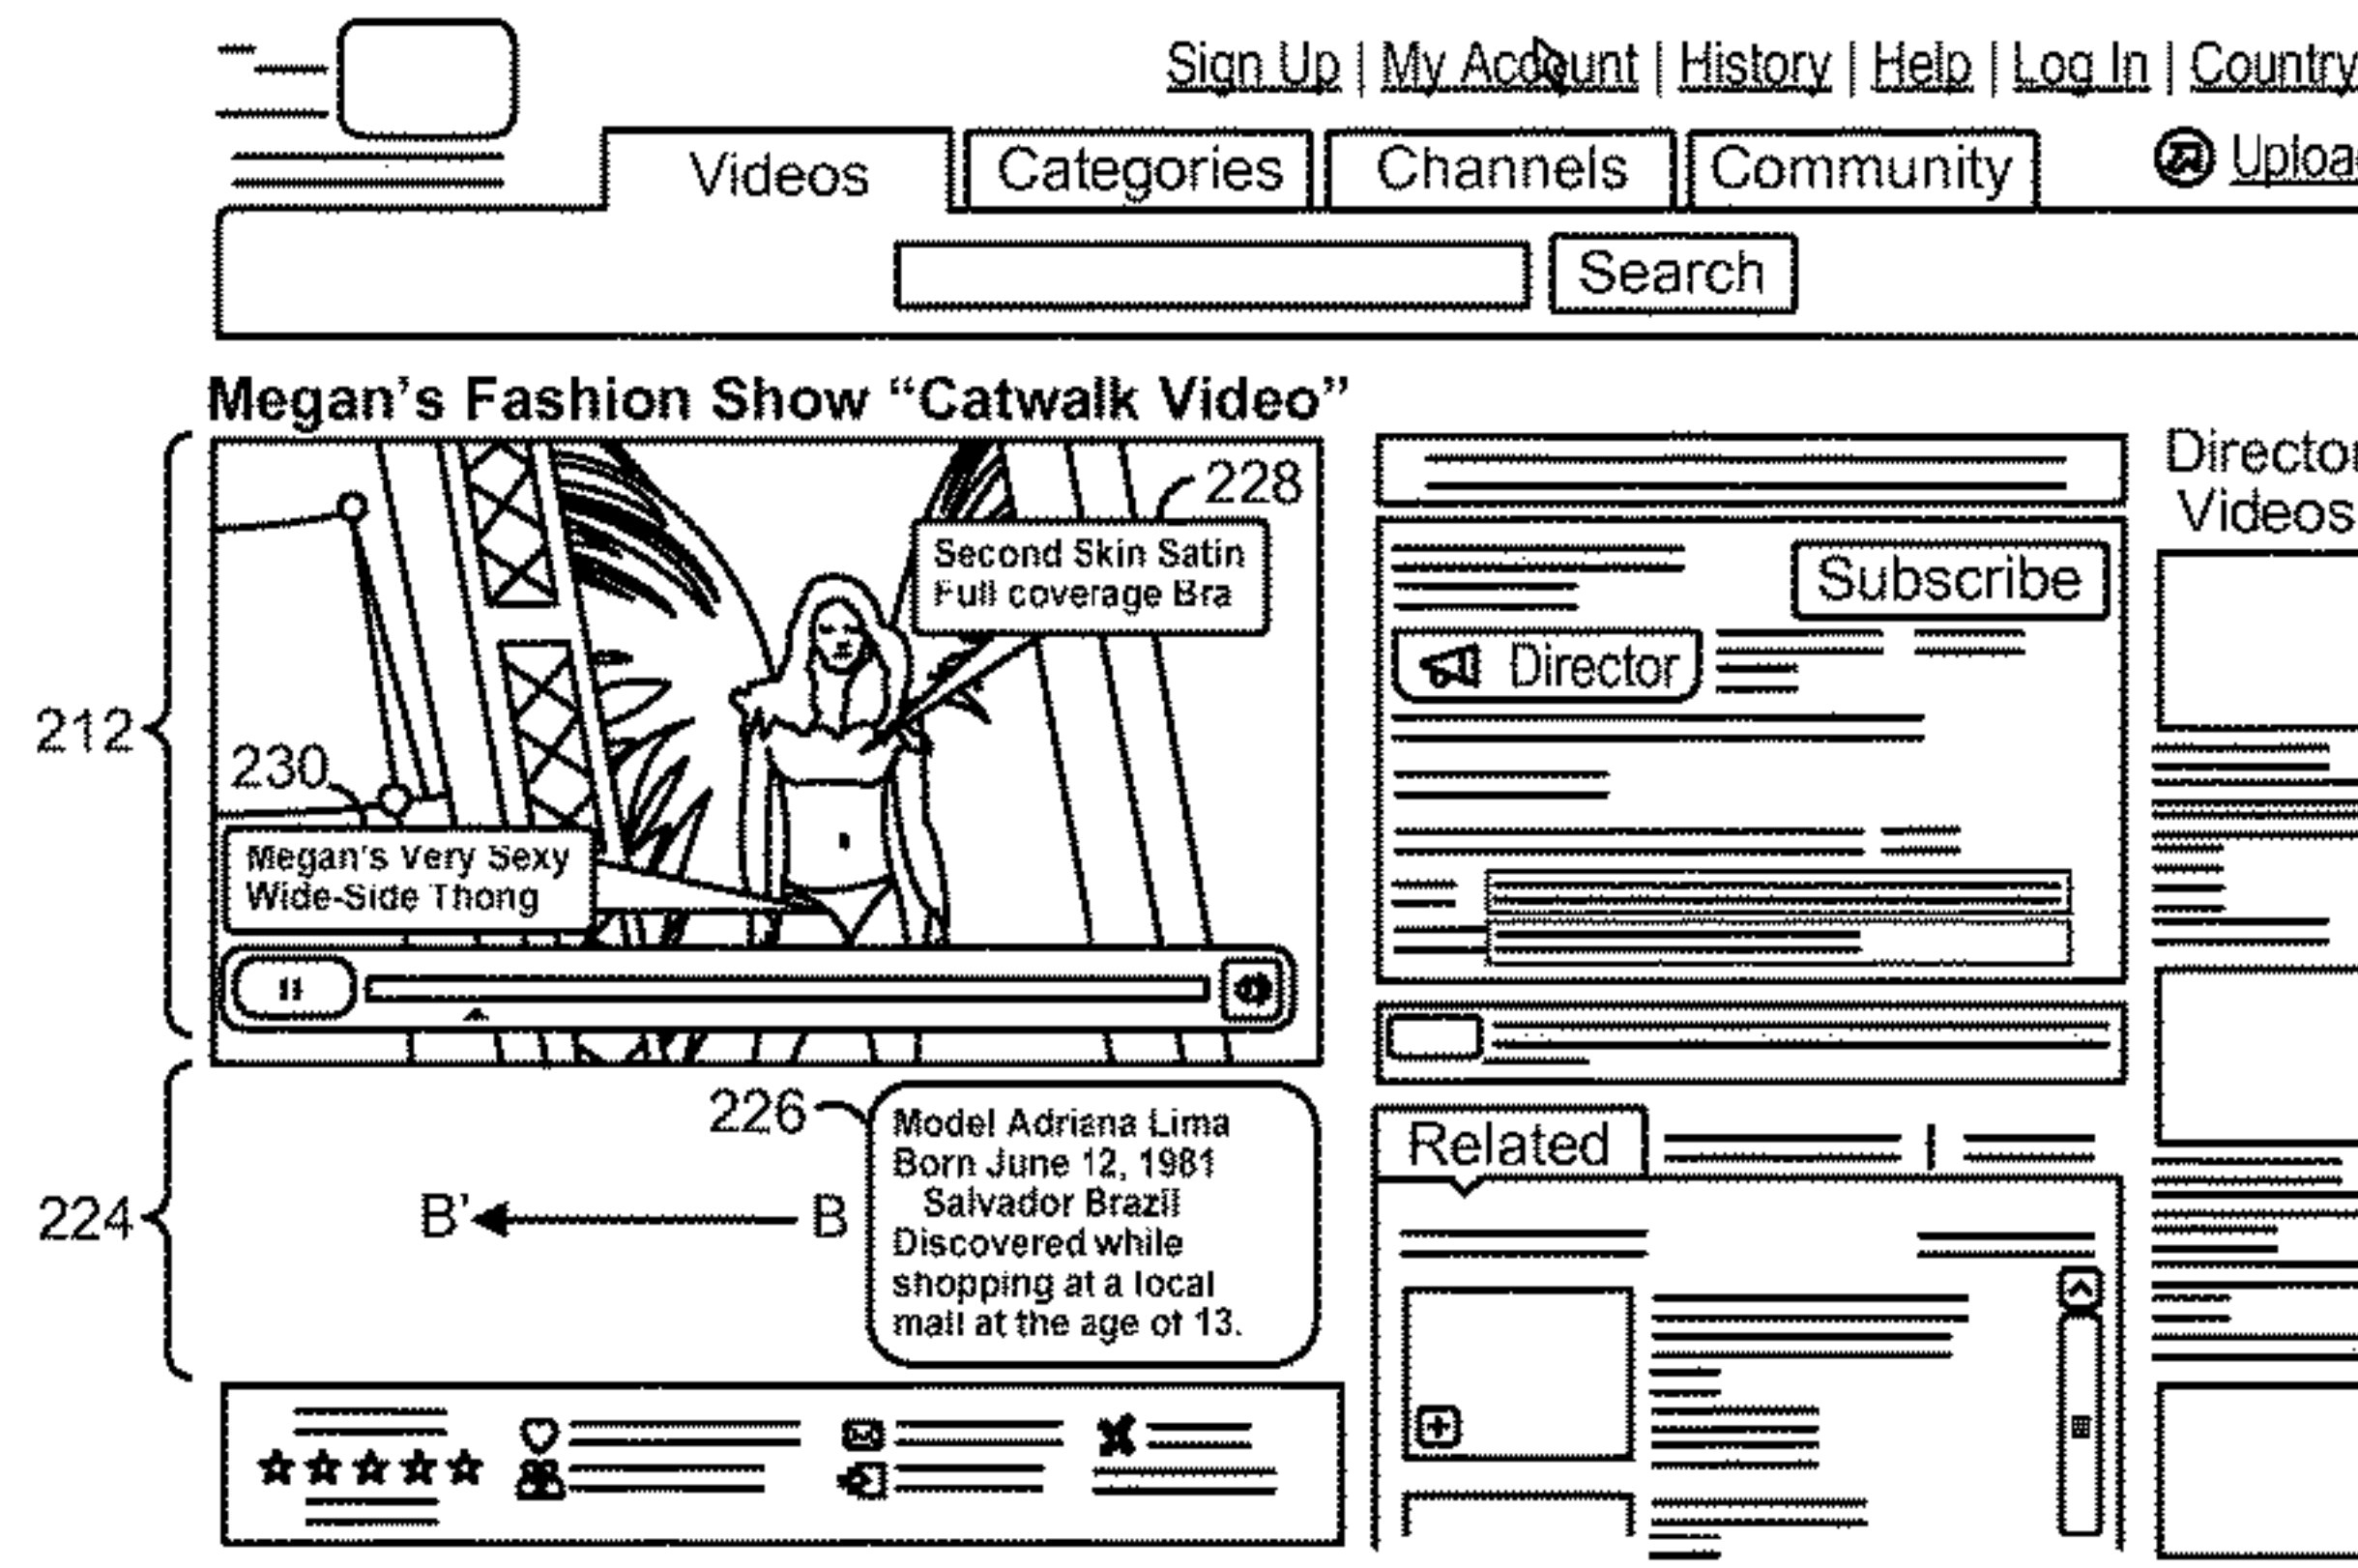 Sign Up | My Account | History | Help | Log In | Country
Videos
Categories
Channels
Community
Search
Megan's Fashion Show “Catwalk Video”
228
Second Skin Satin
Full coverage Bra
212
230
Megan's Very Sexy
Wide-Side Thong
Subscribe
Director
Director
Videos
226
Model Adriana Lima
Born June 12, 1981
Salvador Brazil
Discovered while
shopping at a local
mall at the age of 13.
224
B' B
Related